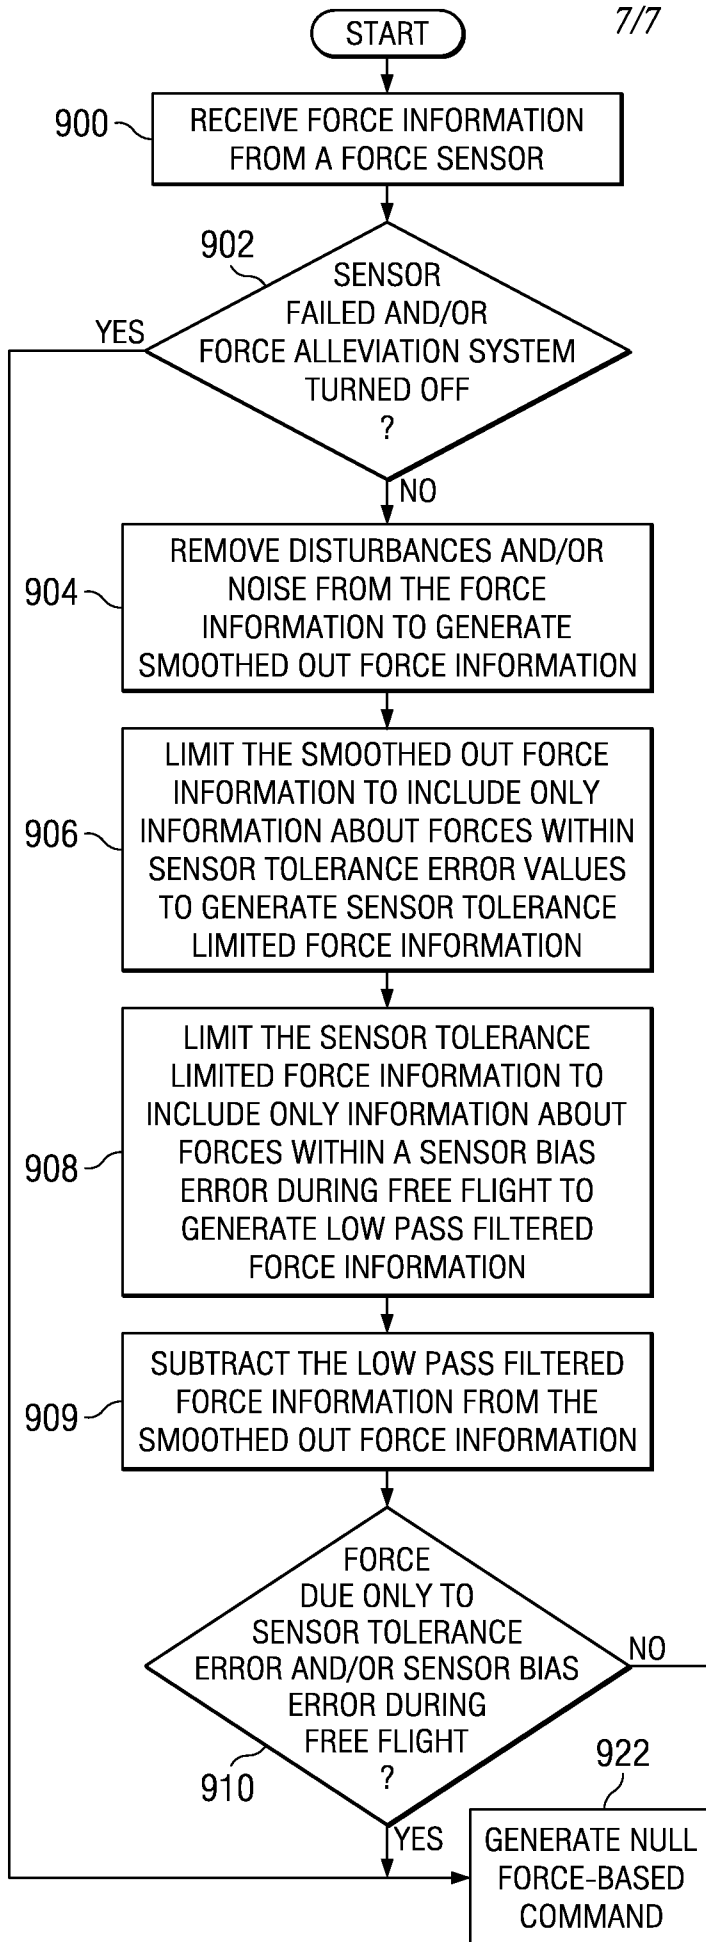 7/7
START
900
RECEIVE FORCE INFORMATION
FROM A FORCE SENSOR
902
SENSOR
FAILED AND/OR
FORCE ALLEVIATION SYSTEM
TURNED OFF
?
YES
NO
904
REMOVE DISTURBANCES AND/OR
NOISE FROM THE FORCE
INFORMATION TO GENERATE
SMOOTHED OUT FORCE INFORMATION
906
LIMIT THE SMOOTHED OUT FORCE
INFORMATION TO INCLUDE ONLY
INFORMATION ABOUT FORCES WITHIN
SENSOR TOLERANCE ERROR VALUES
TO GENERATE SENSOR TOLERANCE
LIMITED FORCE INFORMATION
908
LIMIT THE SENSOR TOLERANCE
LIMITED FORCE INFORMATION TO
INCLUDE ONLY INFORMATION ABOUT
FORCES WITHIN A SENSOR BIAS
ERROR DURING FREE FLIGHT TO
GENERATE LOW PASS FILTERED
FORCE INFORMATION
909
SUBTRACT THE LOW PASS FILTERED
FORCE INFORMATION FROM THE
SMOOTHED OUT FORCE INFORMATION
FORCE
DUE ONLY TO
SENSOR TOLERANCE
ERROR AND/OR SENSOR BIAS
ERROR DURING
FREE FLIGHT
?
910
NO
YES
922
GENERATE NULL
FORCE-BASED
COMMAND